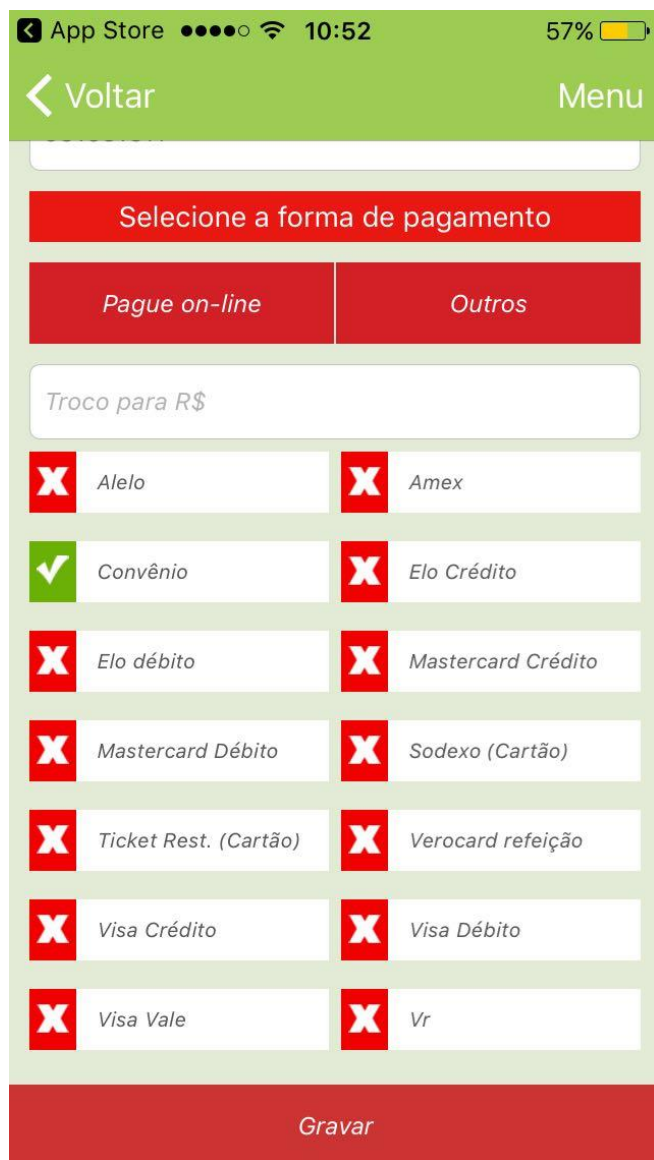 App Store 10:52 57%
Voltar Menu
Selecione a forma de pagamento
Pague on-line Outros
Troco para R$
Alelo Amex
Convênio Elo Crédito
Elo débito Mastercard Crédito
Mastercard Débito Sodexo (Cartão)
Ticket Rest. (Cartão) Verocard refeição
Visa Crédito Visa Débito
Visa Vale Vr
Gravar